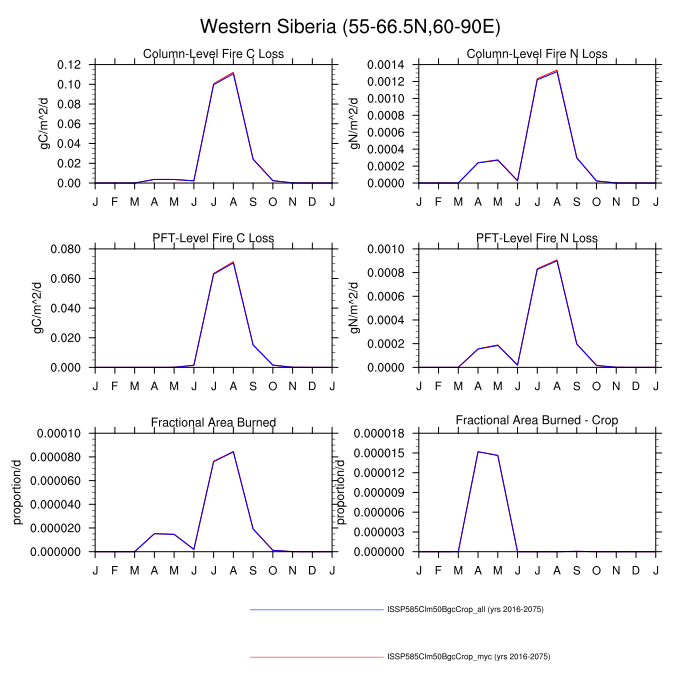 Western Siberia (55-66.5N,60-90E)
Column-Level Fire C Loss
gC/m^2/d
0.12
0.10
0.08
0.06
0.04
0.02
0.00
J F M A M J J A S O N D J
Column-Level Fire N Loss
gN/m^2/d
0.0014
0.0012
0.0010
0.0008
0.0006
0.0004
0.0002
0.0000
J F M A M J J A S O N D J
PFT-Level Fire C Loss
gC/m^2/d
0.080
0.060
0.040
0.020
0.000
J F M A M J J A S O N D J
PFT-Level Fire N Loss
gN/m^2/d
0.0010
0.0008
0.0006
0.0004
0.0002
0.0000
J F M A M J J A S O N D J
Fractional Area Burned
proportion/d
0.00010
0.000080
0.000060
0.000040
0.000020
0.000000
J F M A M J J A S O N D J
Fractional Area Burned - Crop
proportion/d
0.000018
0.000015
0.000012
0.000009
0.000006
0.000003
0.000000
J F M A M J J A S O N D J
ISSP585Clm50BgcCrop_all (yrs 2016-2075)
ISSP585Clm50BgcCrop_myc (yrs 2016-2075)